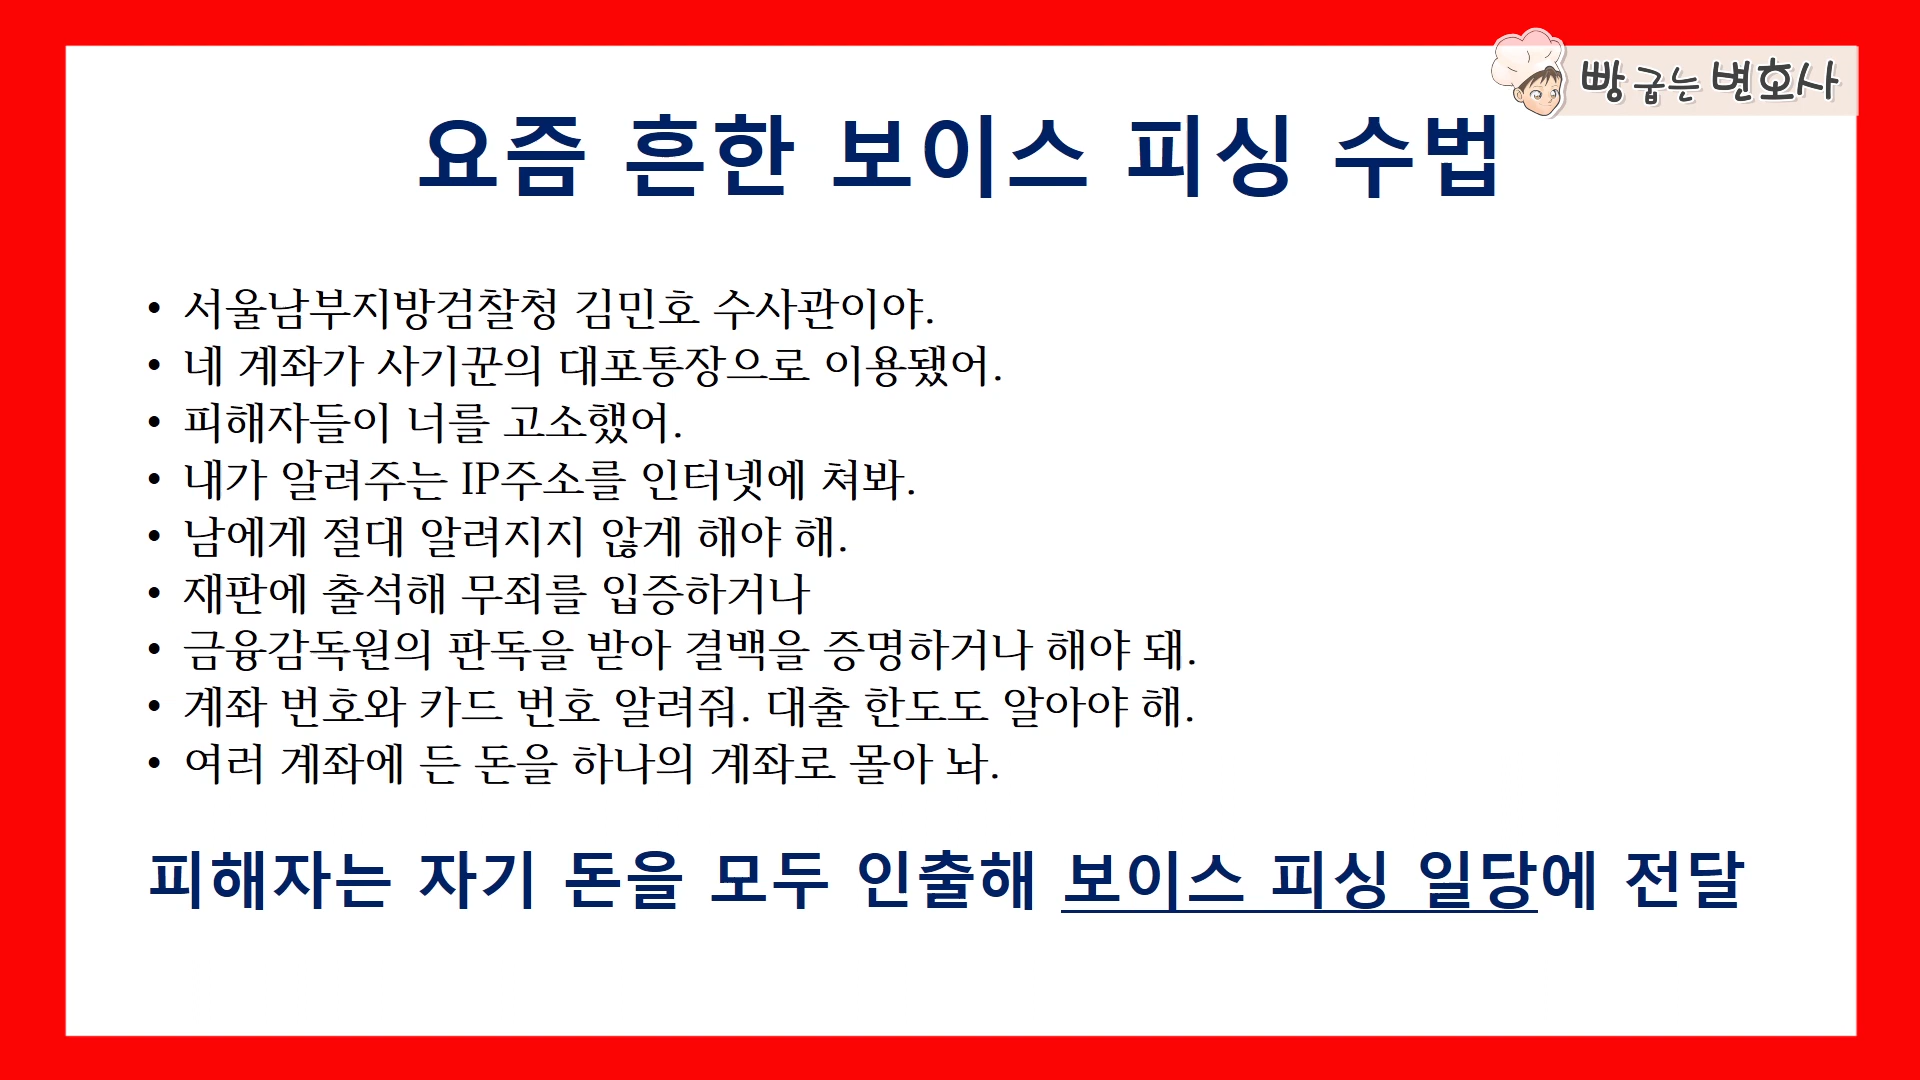 빵 굽는 변호사
요즘 흔한 보이스 피싱 수법
• 서울남부지방검찰청 김민호 수사관이야.
• 네 계좌가 사기꾼의 대포통장으로 이용됐어.
• 피해자들이 너를 고소했어.
• 내가 알려주는 IP주소를 인터넷에 쳐봐.
• 남에게 절대 알려지지 않게 해야 해.
• 재판에 출석해 무죄를 입증하거나
• 금융감독원의 판독을 받아 결백을 증명하거나 해야 돼.
• 계좌 번호와 카드 번호 알려줘. 대출 한도도 알아야 해.
• 여러 계좌에 든 돈을 하나의 계좌로 몰아 놔.
피해자는 자기 돈을 모두 인출해 보이스 피싱 일당에 전달